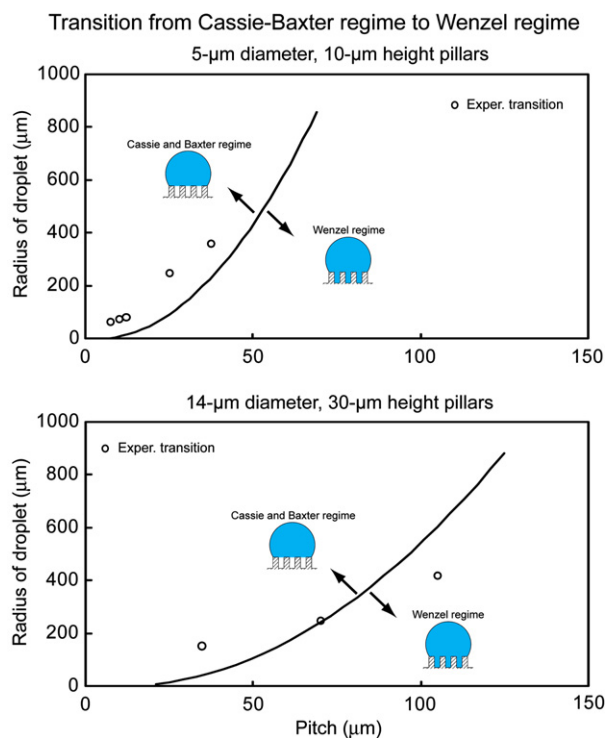 Transition from Cassie-Baxter regime to Wenzel regime
5-μm diameter, 10-μm height pillars
1000
800
600
400
200
0
Radius of droplet (μm)
Exper. transition
Cassie and Baxter regime
Wenzel regime
0
50
100
150
14-μm diameter, 30-μm height pillars
1000
800
600
400
200
0
Radius of droplet (μm)
Exper. transition
Cassie and Baxter regime
Wenzel regime
0
50
100
150
Pitch (μm)